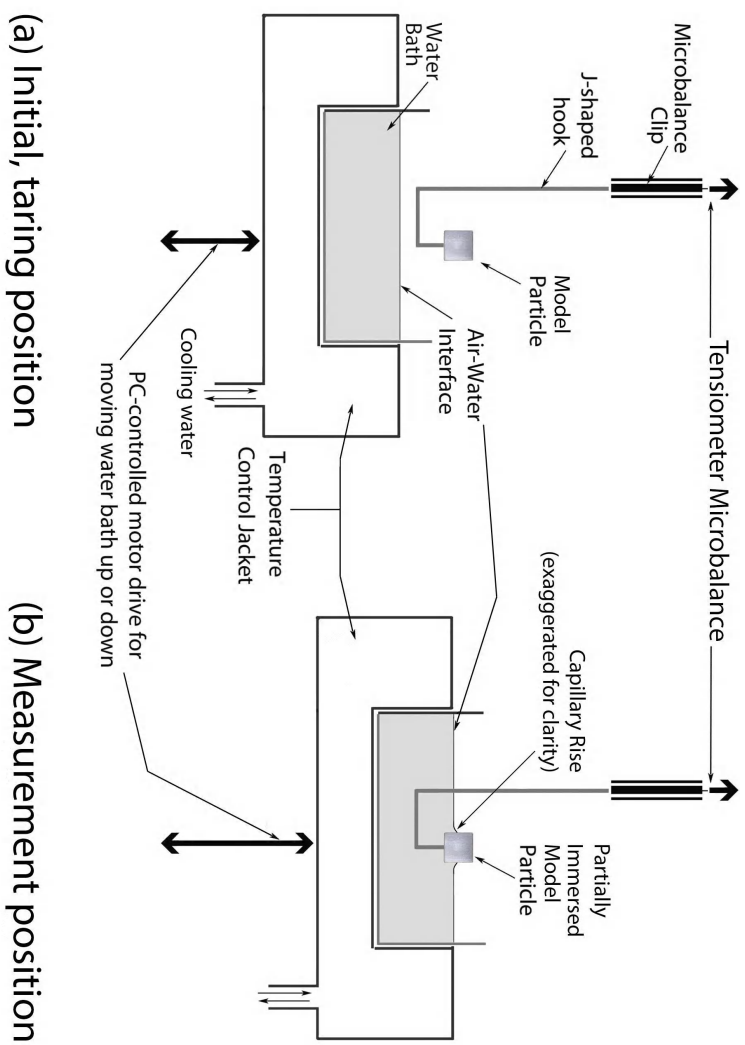 Tensiometer Microbalance
Microbalance
Clip
J-shaped
hook
Model
Particle
Water
Bath
Air-Water
Interface
Capillary Rise
(exaggerated for clarity)
Partially
Immersed
Model
Particle
Temperature
Control Jacket
Cooling water
PC-controlled motor drive for
moving water bath up or down
(a) Initial, taring position
(b) Measurement position